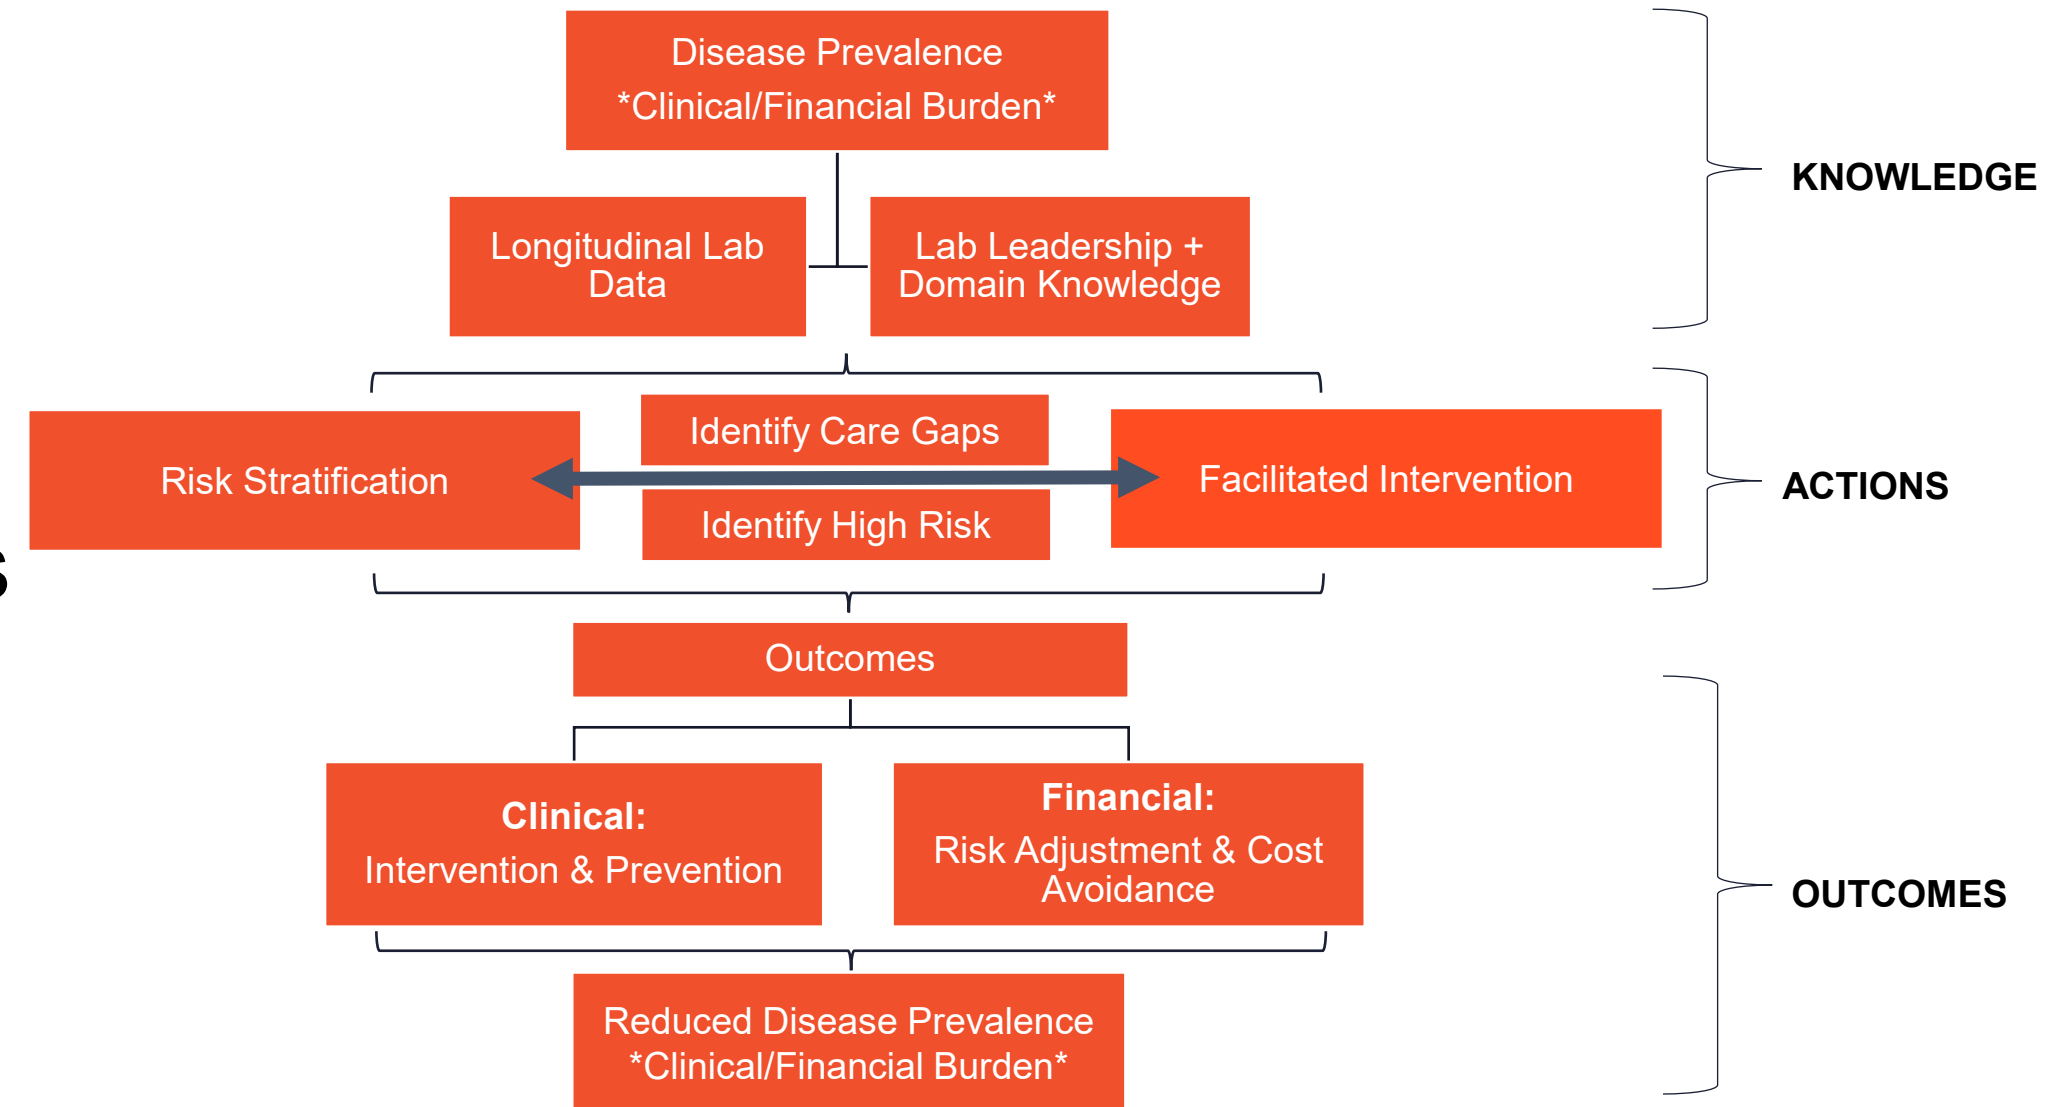 Disease Prevalence
*Clinical/Financial Burden*
KNOWLEDGE
Longitudinal Lab
Data
Lab Leadership +
Domain Knowledge
Identify Care Gaps
Risk Stratification
Facilitated Intervention
ACTIONS
Identify High Risk
s
Outcomes
Clinical:
Intervention & Prevention
Financial:
Risk Adjustment & Cost
Avoidance
OUTCOMES
Reduced Disease Prevalence
*Clinical/Financial Burden*